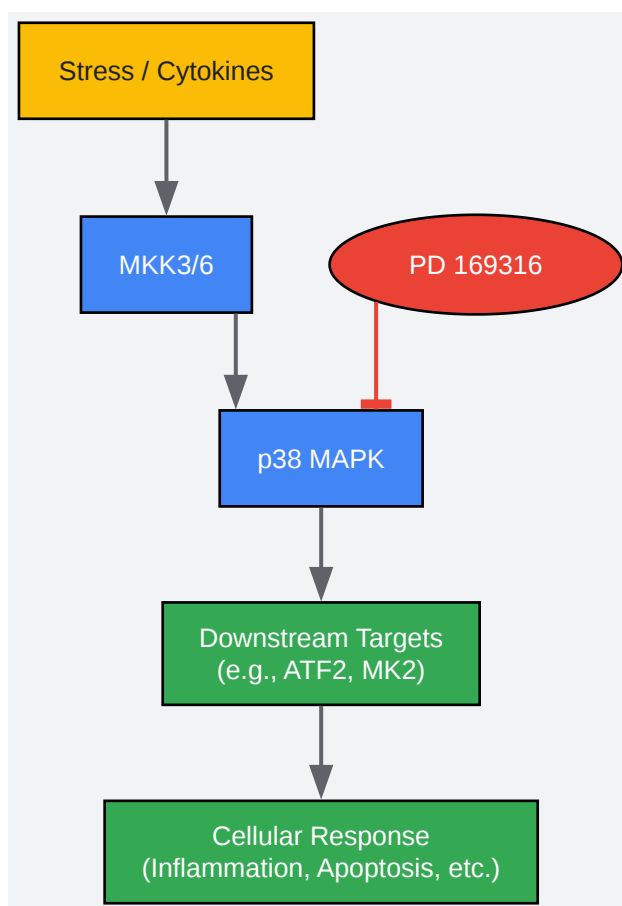 Stress / Cytokines
MKK3/6
PD 169316
p38 MAPK
Downstream Targets
(e.g., ATF2, MK2)
Cellular Response
(Inflammation, Apoptosis, etc.)